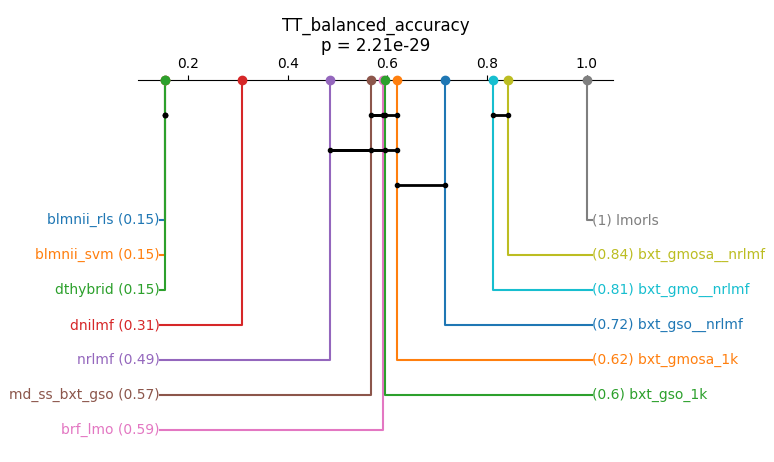 TT_balanced_accuracy
p = 2.21e-29
0.2 0.4 0.6 0.8 1.0
blmnii_rls (0.15) (1) lmorls
blmnii_svm (0.15) (0.84) bxt_gmosa__nrlmf
dthybrid (0.15) (0.81) bxt_gmo__nrlmf
dnilmf (0.31) (0.72) bxt_gso__nrlmf
nrlmf (0.49) (0.62) bxt_gmosa_1k
md_ss_bxt_gso (0.57) (0.6) bxt_gso_1k
brf_lmo (0.59)